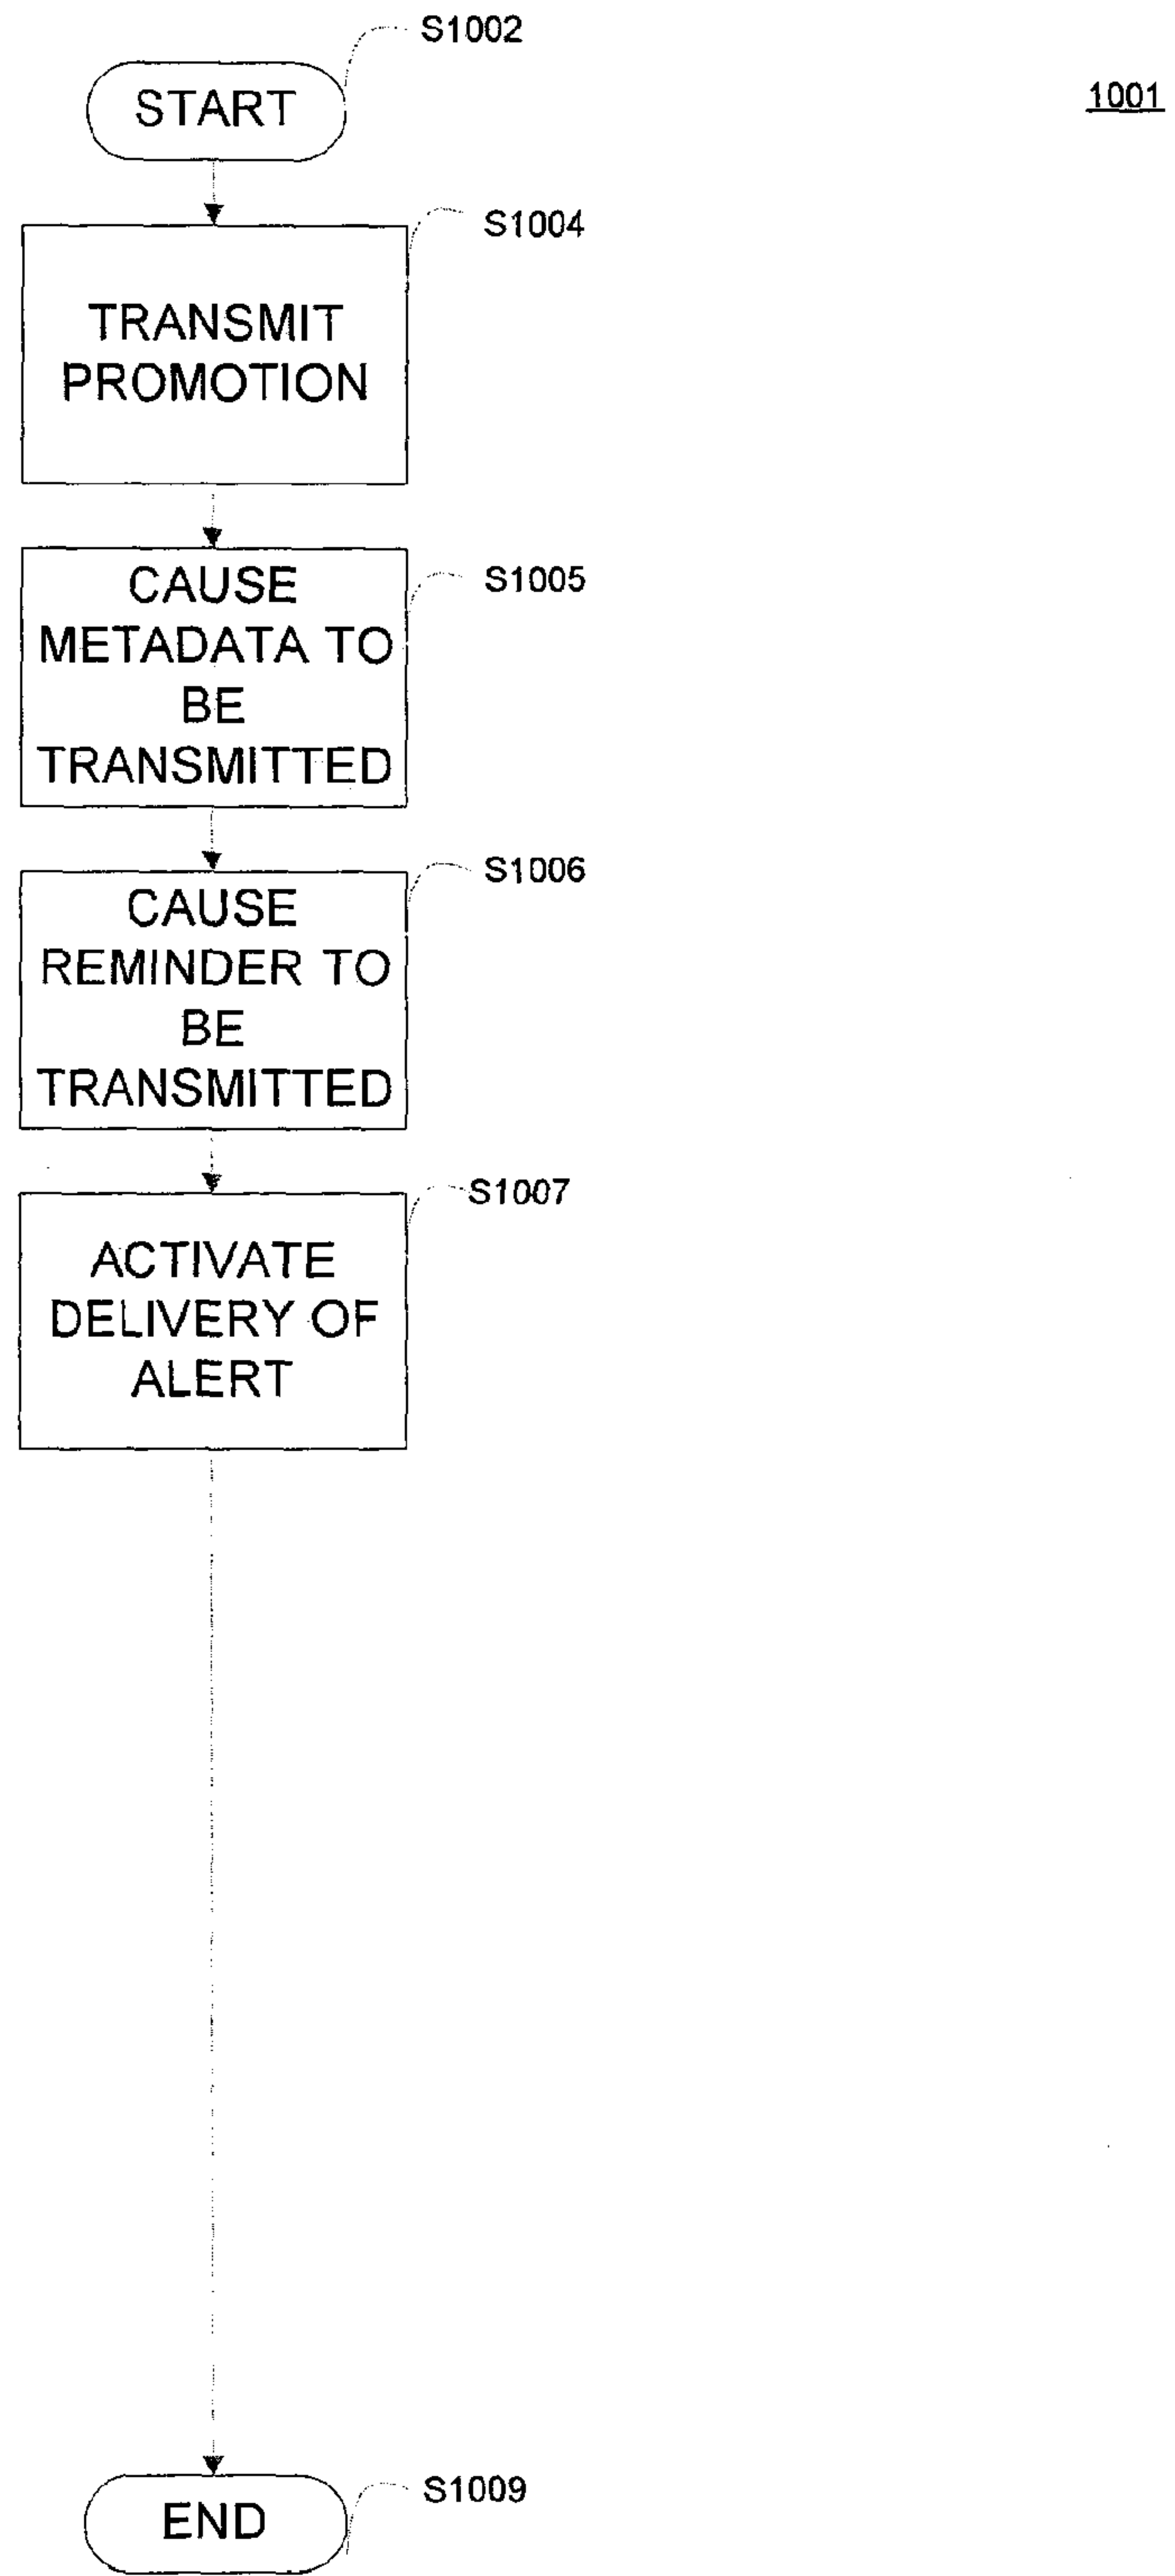 S1002
START
1001
S1004
TRANSMIT
PROMOTION
S1005
CAUSE
METADATA TO
BE
TRANSMITTED
S1006
CAUSE
REMINDER TO
BE
TRANSMITTED
S1007
ACTIVATE
DELIVERY OF
ALERT
S1009
END